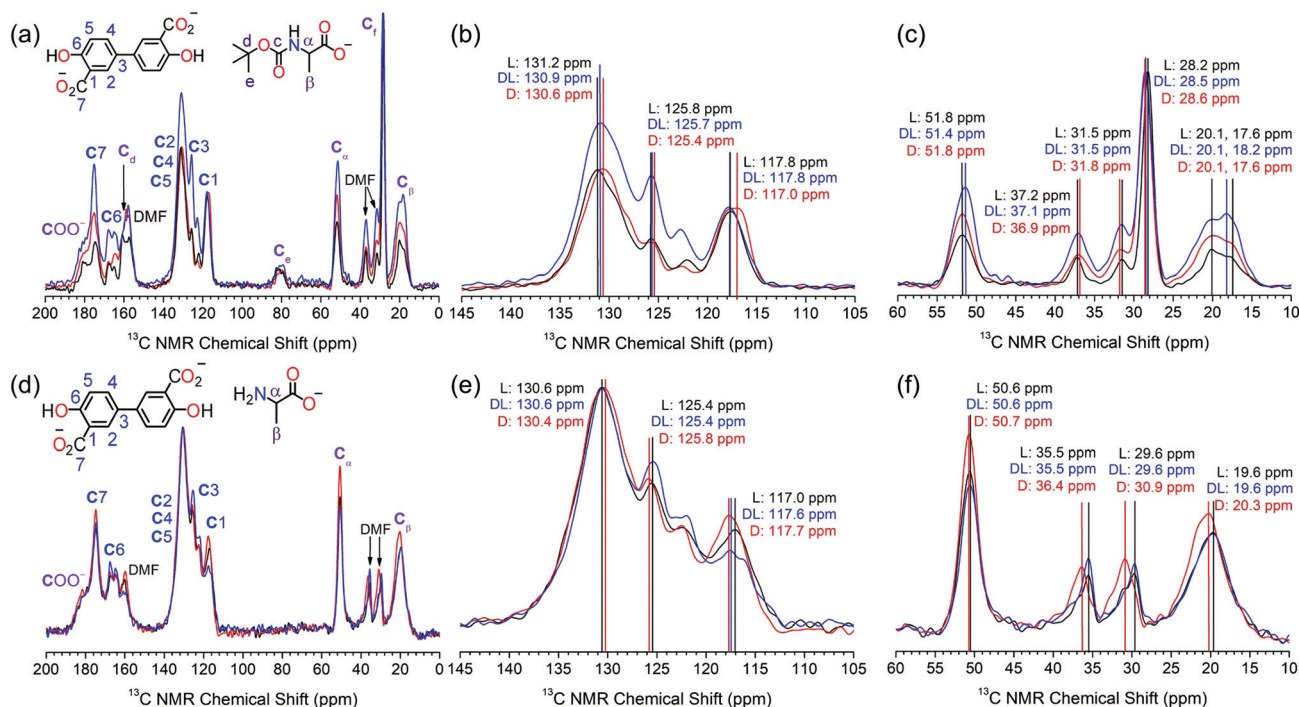 (a)
5 4
6
HO
3
CO₂⁻
OH
⁻O₂C
1 2
7
O
d O c H N α O⁻
e O β
C_f
C7
C_d
C2
C4
C5
C3
C1
COO⁻
C6
DMF
C_e
C_α
DMF
C_β
200 180 160 140 120 100 80 60 40 20 0
¹³C NMR Chemical Shift (ppm)
(b)
L: 131.2 ppm
DL: 130.9 ppm
D: 130.6 ppm
L: 125.8 ppm
DL: 125.7 ppm
D: 125.4 ppm
L: 117.8 ppm
DL: 117.8 ppm
D: 117.0 ppm
145 140 135 130 125 120 115 110 105
¹³C NMR Chemical Shift (ppm)
(c)
L: 28.2 ppm
DL: 28.5 ppm
D: 28.6 ppm
L: 51.8 ppm
DL: 51.4 ppm
D: 51.8 ppm
L: 31.5 ppm
DL: 31.5 ppm
D: 31.8 ppm
L: 20.1, 17.6 ppm
DL: 20.1, 18.2 ppm
D: 20.1, 17.6 ppm
L: 37.2 ppm
DL: 37.1 ppm
D: 36.9 ppm
60 55 50 45 40 35 30 25 20 15 10
¹³C NMR Chemical Shift (ppm)
(d)
5 4
6
HO
3
CO₂⁻
OH
⁻O₂C
1 2
7
H₂N α O
O⁻
β
C7
C2
C4
C5
C3
C1
COO⁻
C6
DMF
C_α
DMF
C_β
200 180 160 140 120 100 80 60 40 20 0
¹³C NMR Chemical Shift (ppm)
(e)
L: 130.6 ppm
DL: 130.6 ppm
D: 130.4 ppm
L: 125.4 ppm
DL: 125.4 ppm
D: 125.8 ppm
L: 117.0 ppm
DL: 117.6 ppm
D: 117.7 ppm
145 140 135 130 125 120 115 110 105
¹³C NMR Chemical Shift (ppm)
(f)
L: 50.6 ppm
DL: 50.6 ppm
D: 50.7 ppm
L: 35.5 ppm
DL: 35.5 ppm
D: 36.4 ppm
L: 29.6 ppm
DL: 29.6 ppm
D: 30.9 ppm
L: 19.6 ppm
DL: 19.6 ppm
D: 20.3 ppm
60 55 50 45 40 35 30 25 20 15 10
¹³C NMR Chemical Shift (ppm)